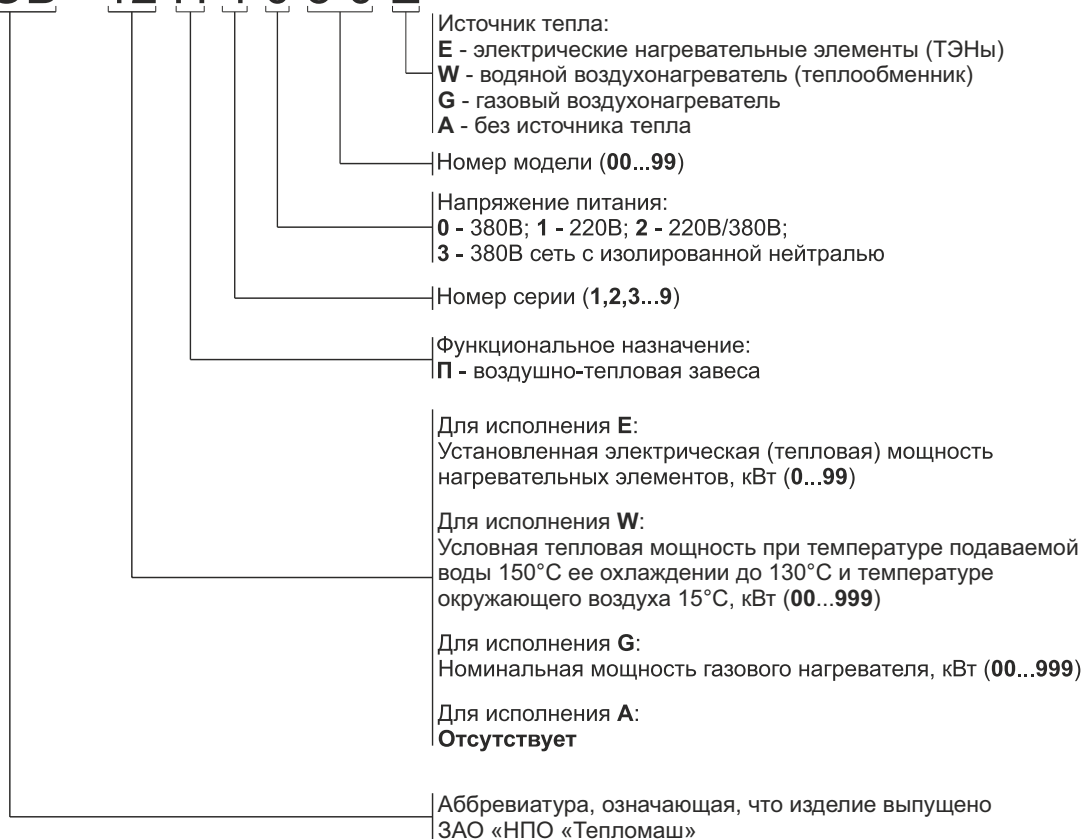 Источник тепла:
E - электрические нагревательные элементы (ТЭНы)
W - водяной воздухонагреватель (теплообменник)
G - газовый воздухонагреватель
A - без источника тепла
Номер модели (00...99)
Напряжение питания:
0 - 380В; 1 - 220В; 2 - 220В/380В;
3 - 380В сеть с изолированной нейтралью
Номер серии (1,2,3...9)
Функциональное назначение:
П - воздушно-тепловая завеса
Для исполнения E:
Установленная электрическая (тепловая) мощность
нагревательных элементов, кВт (0...99)
Для исполнения W:
Условная тепловая мощность при температуре подаваемой
воды 150°С ее охлаждении до 130°С и температуре
окружающего воздуха 15°С, кВт (00...999)
Для исполнения G:
Номинальная мощность газового нагревателя, кВт (00...999)
Для исполнения A:
Отсутствует
Аббревиатура, означающая, что изделие выпущено
ЗАО «НПО «Тепломаш»